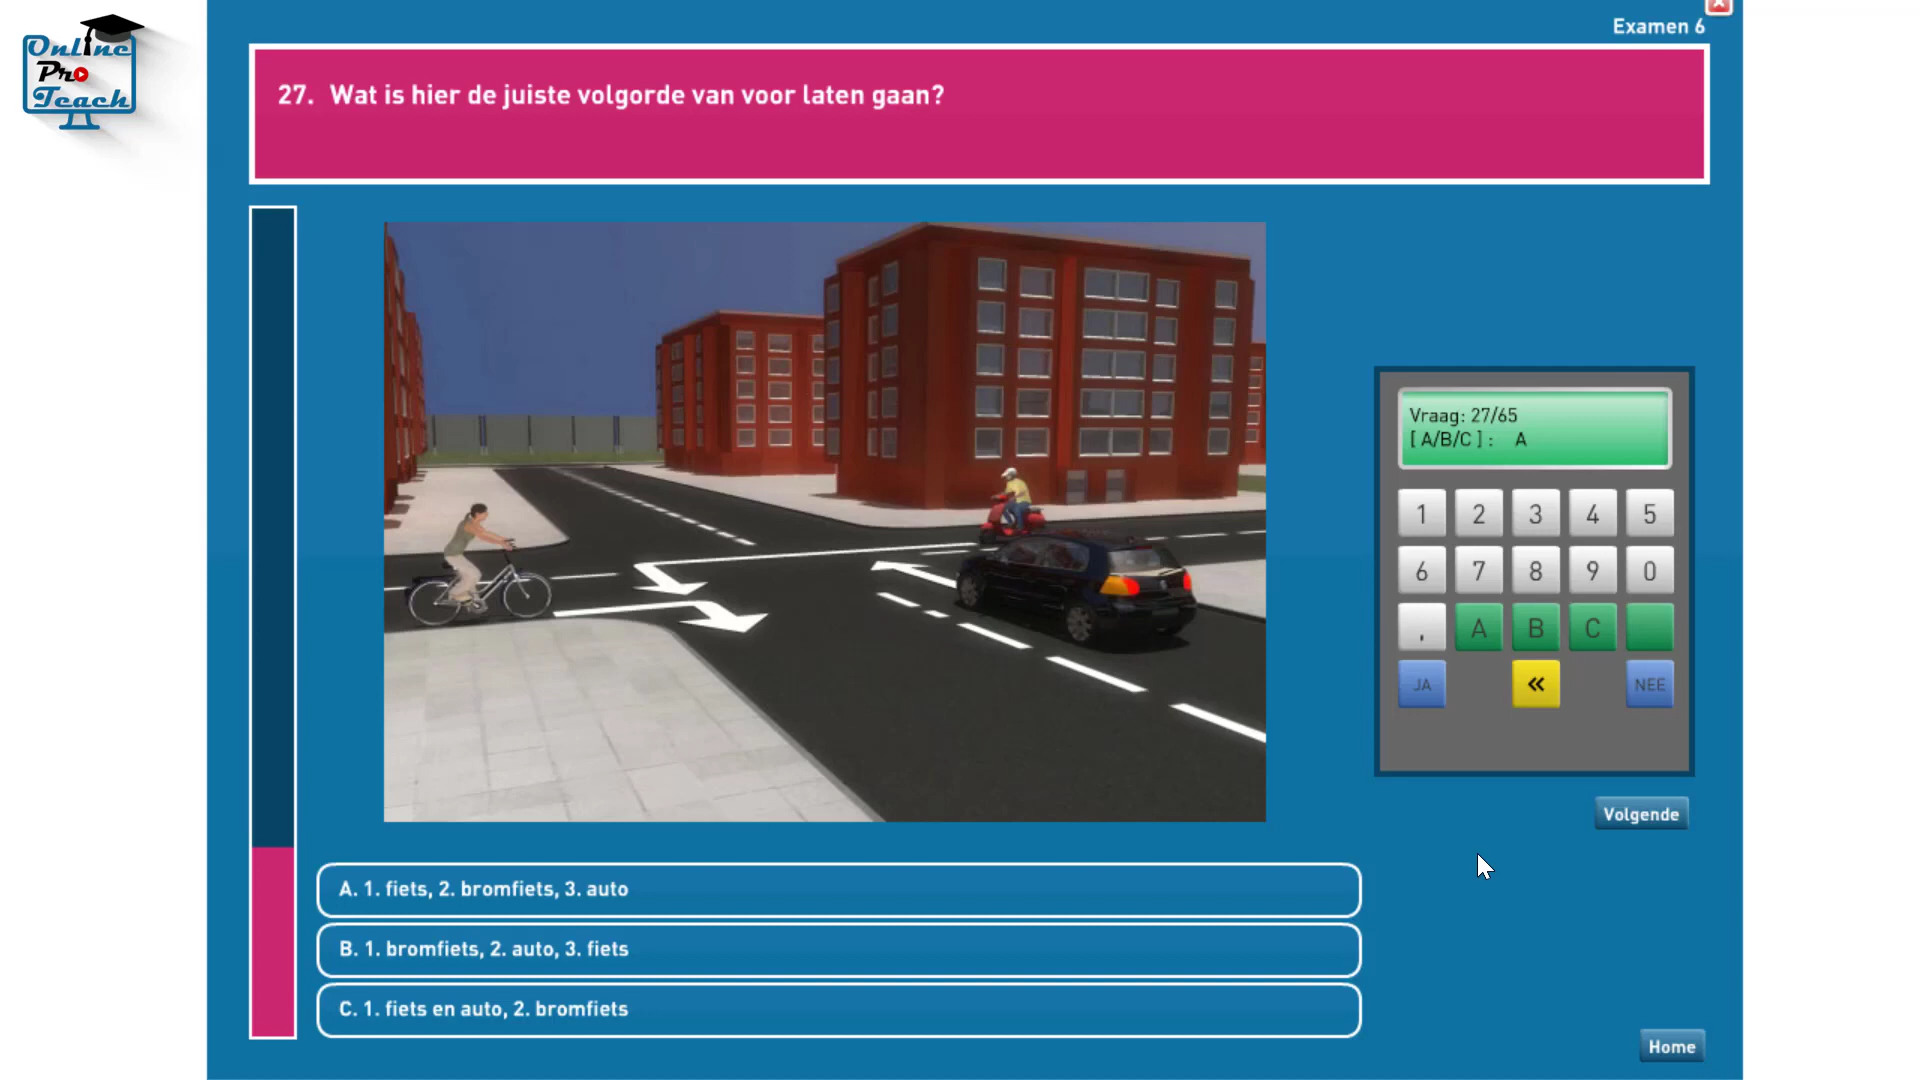 Online
Pro
Teach
Examen 6
27. Wat is hier de juiste volgorde van voor laten gaan?
Vraag: 27/65
[ A/B/C ] : A
1 2 3 4 5
6 7 8 9 0
, A B C
JA « NEE
Volgende
A. 1. fiets, 2. bromfiets, 3. auto
B. 1. bromfiets, 2. auto, 3. fiets
C. 1. fiets en auto, 2. bromfiets
Home